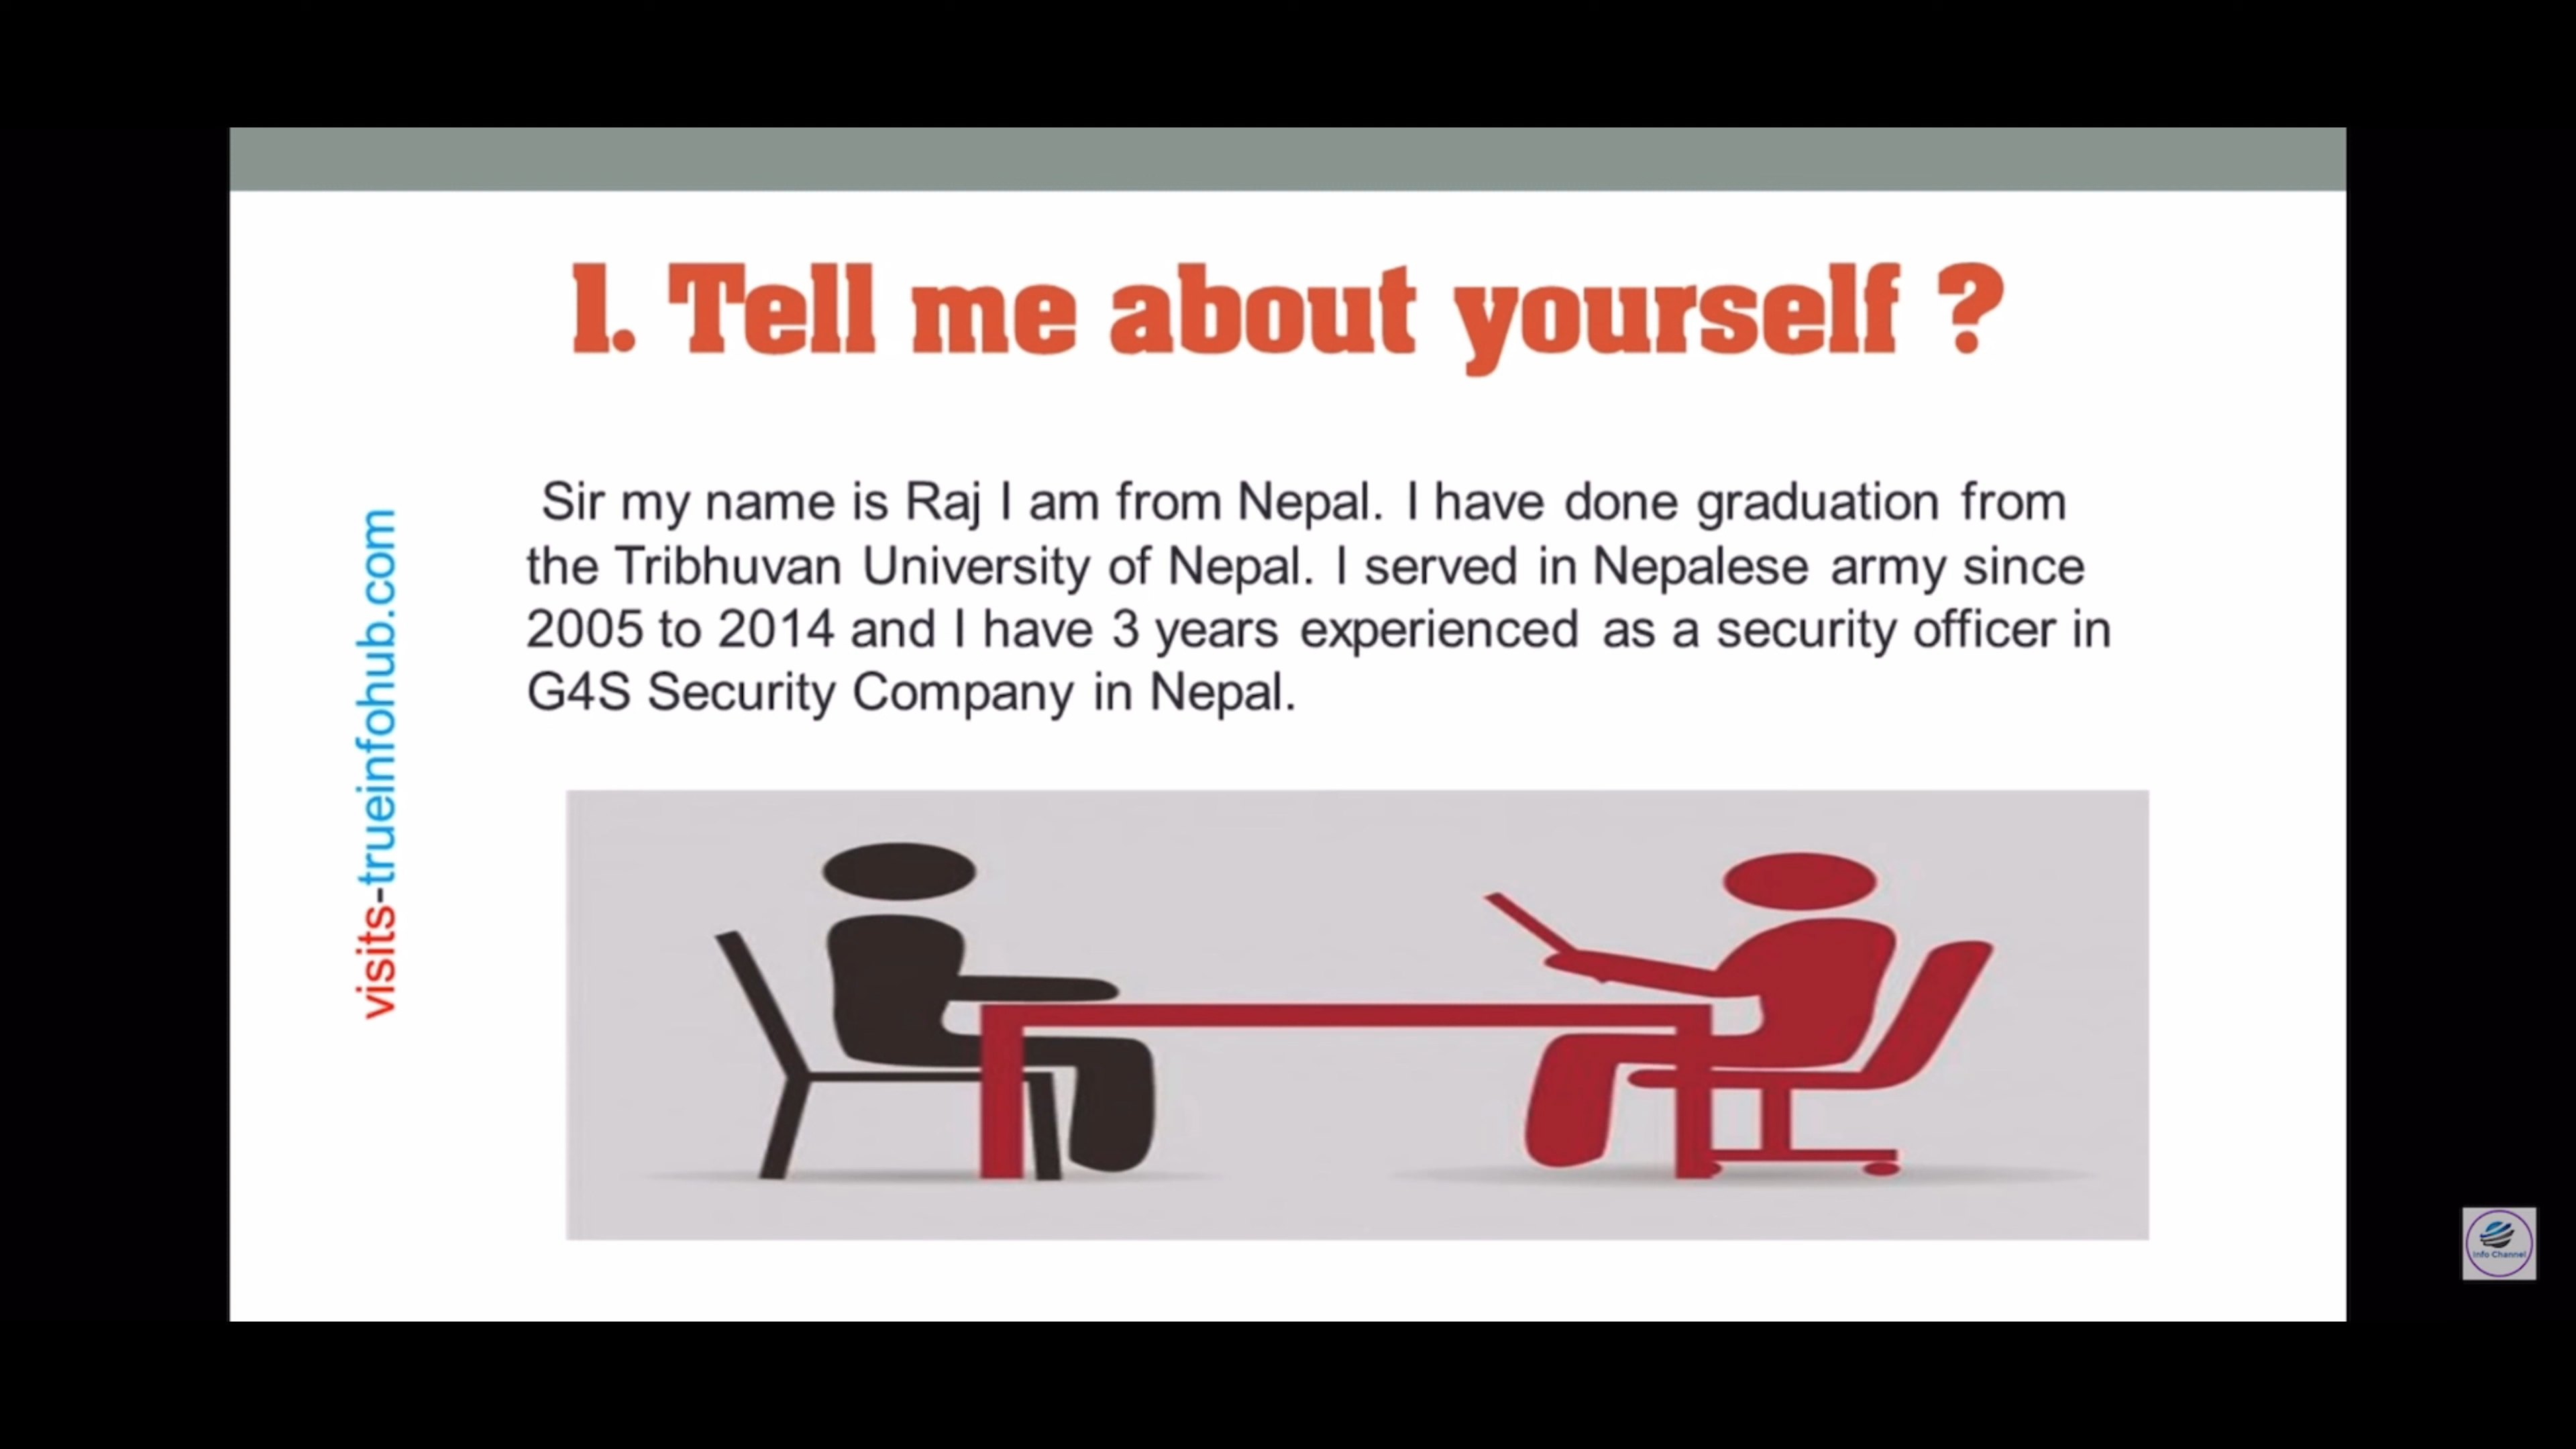 1. Tell me about yourself ?
Sir my name is Raj I am from Nepal. I have done graduation from
the Tribhuvan University of Nepal. I served in Nepalese army since
2005 to 2014 and I have 3 years experienced as a security officer in
G4S Security Company in Nepal.
visits-trueinfohub.com
Info Channel